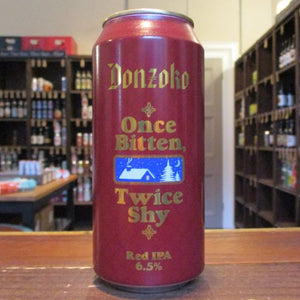 Donzoko
Once
Bitten,
Twice
Shy
Red IPA
6.5%